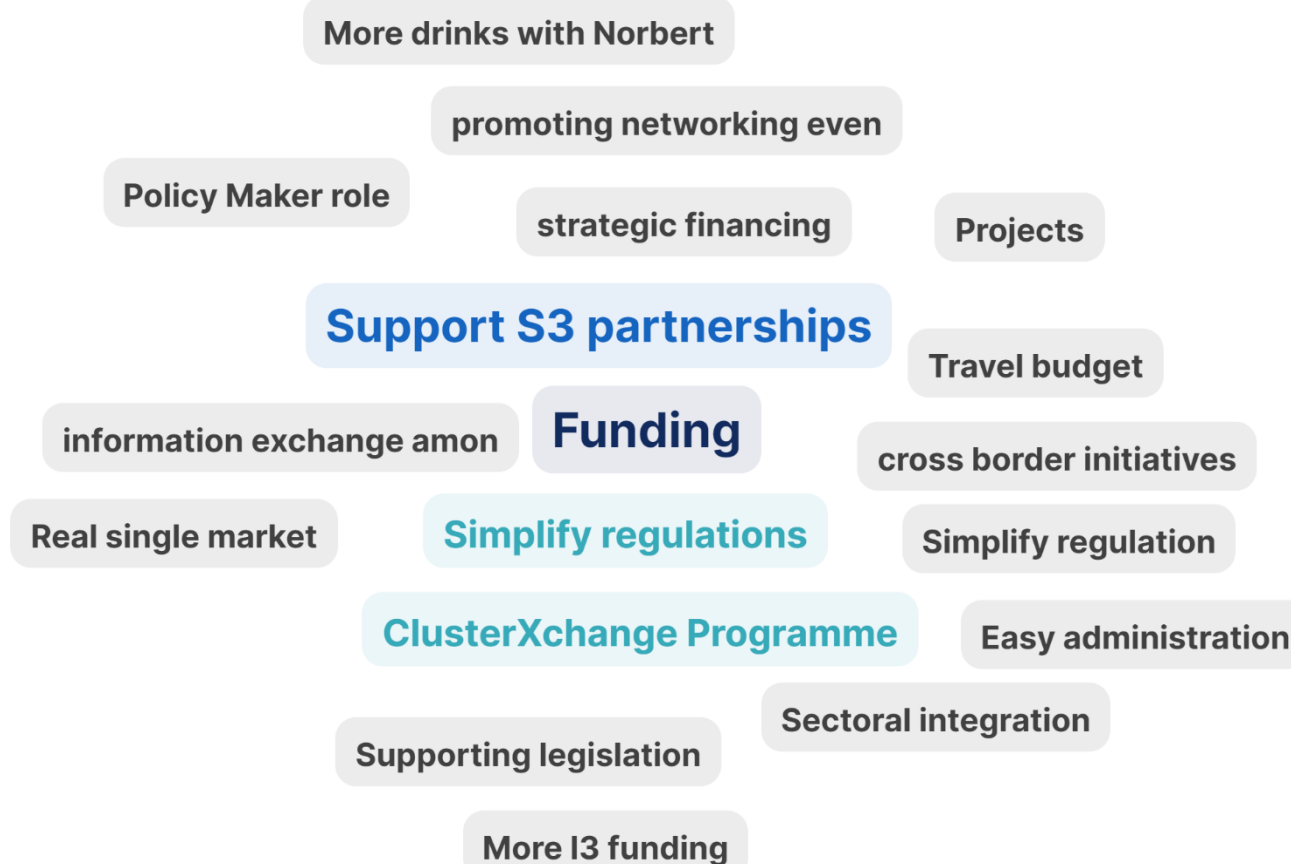 More drinks with Norbert
promoting networking even
Policy Maker role
strategic financing
Projects
Support S3 partnerships
Travel budget
Funding
information exchange amon
cross border initiatives
Real single market
Simplify regulations
Simplify regulation
ClusterXchange Programme
Easy administration
Sectoral integration
Supporting legislation
More I3 funding